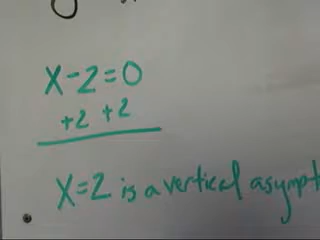 x-2=0
+2 +2
x=2 is a vertical asympt